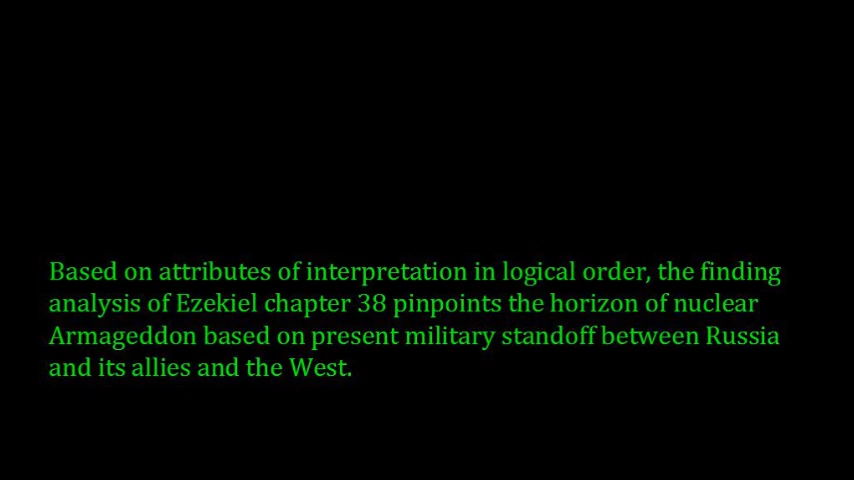 Based on attributes of interpretation in logical order, the finding
analysis of Ezekiel chapter 38 pinpoints the horizon of nuclear
Armageddon based on present military standoff between Russia
and its allies and the West.